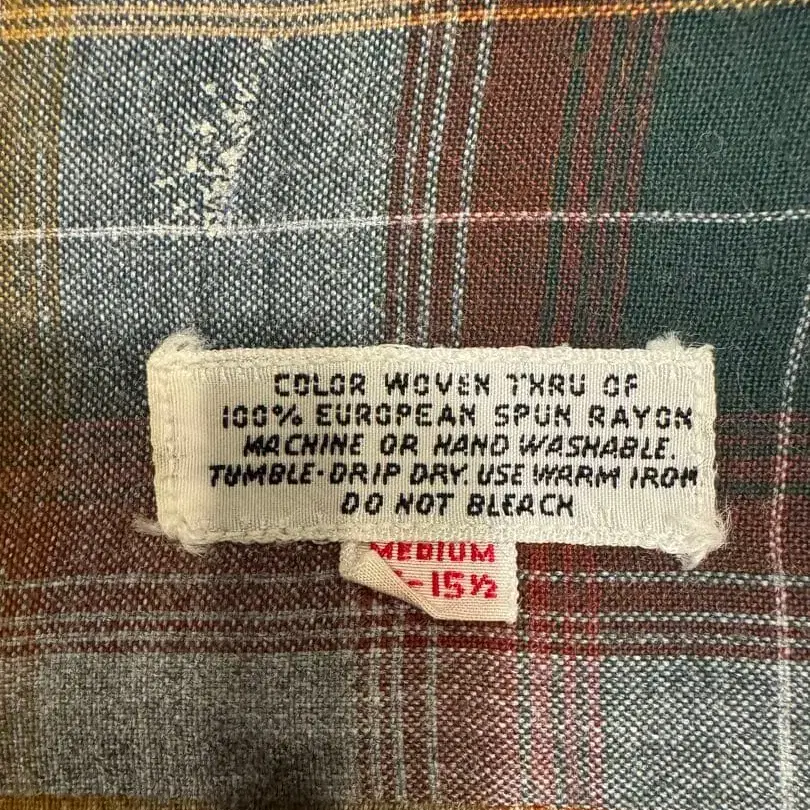 COLOR WOVEN THRU OF
100% EUROPEAN SPUN RAYON
MACHINE OR HAND WASHABLE.
TUMBLE-DRIP DRY. USE WARM IRON
DO NOT BLEACH
MEDIUM
-15½